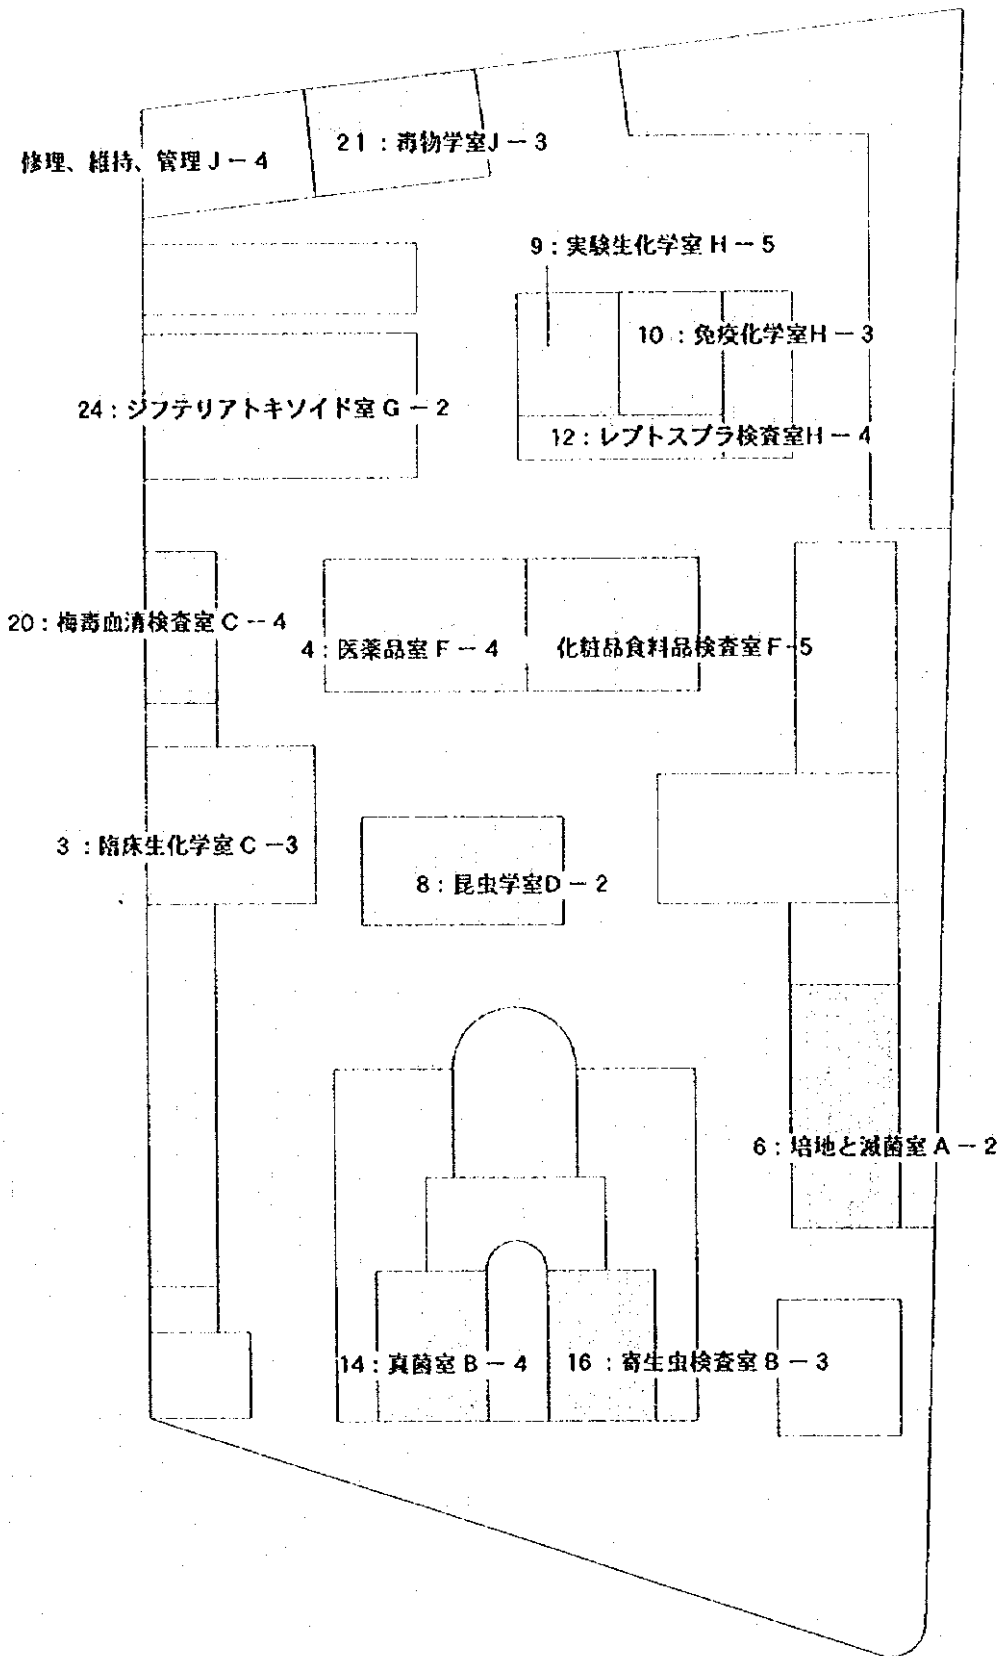 修理、維持、管理 J － 4
21：毒物学室J － 3
9：実験生化学室 H － 5
10：免疫化学室H － 3
24：ジフテリアトキソイド室 G － 2
12：レプトスプラ検査室H － 4
20：梅毒血清検査室 C － 4
4：医薬品室 F － 4
化粧品食料品検査室F－5
3：臨床生化学室 C －3
8：昆虫学室D － 2
6：培地と滅菌室 A － 2
14：真菌室 B － 4
16：寄生虫検査室 B － 3